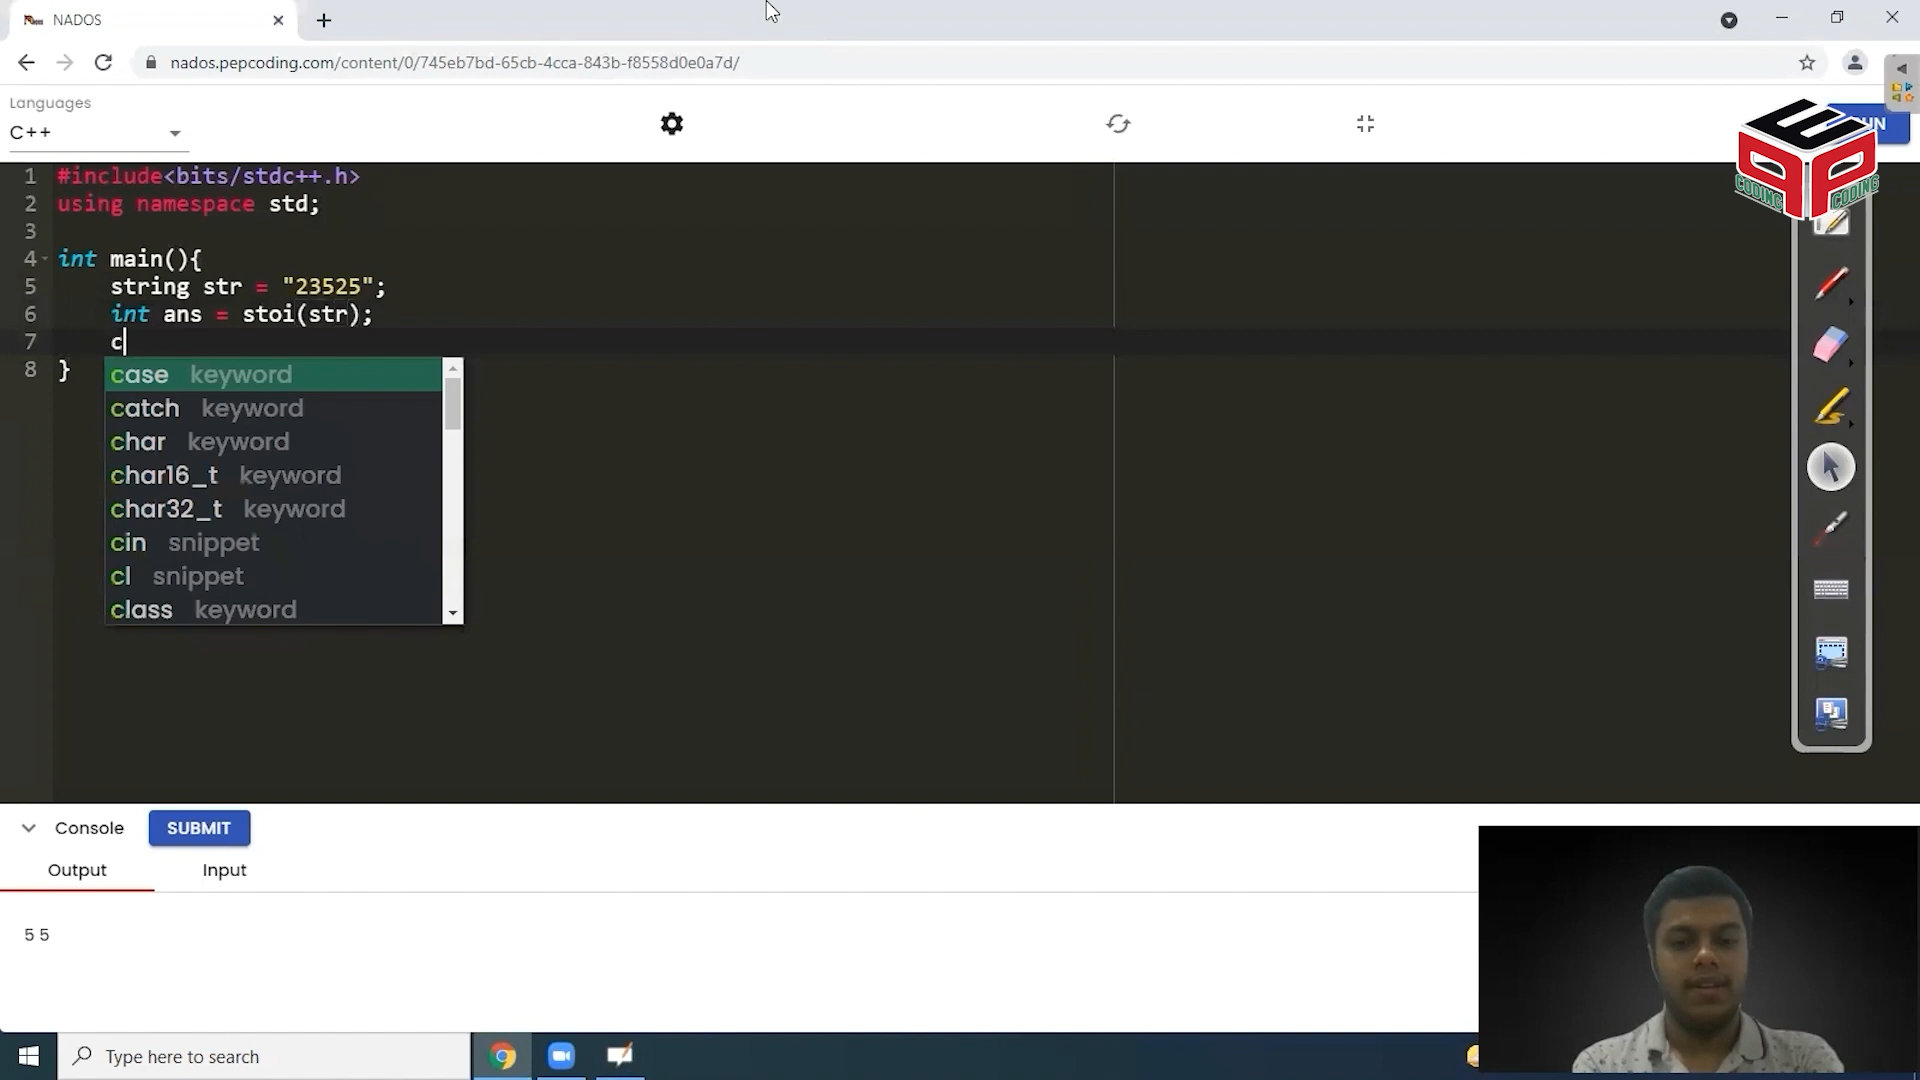 NADOS
nados.pepcoding.com/content/0/745eb7bd-65cb-4cca-843b-f8558d0e0a7d/
Languages
C++
CODING
CODING
1 #include<bits/stdc++.h>
2 using namespace std;
3
4 int main(){
5 string str = "23525";
6 int ans = stoi(str);
7 c
8 }
case keyword
catch keyword
char keyword
char16_t keyword
char32_t keyword
cin snippet
cl snippet
class keyword
Console SUBMIT
Output Input
5 5
Type here to search